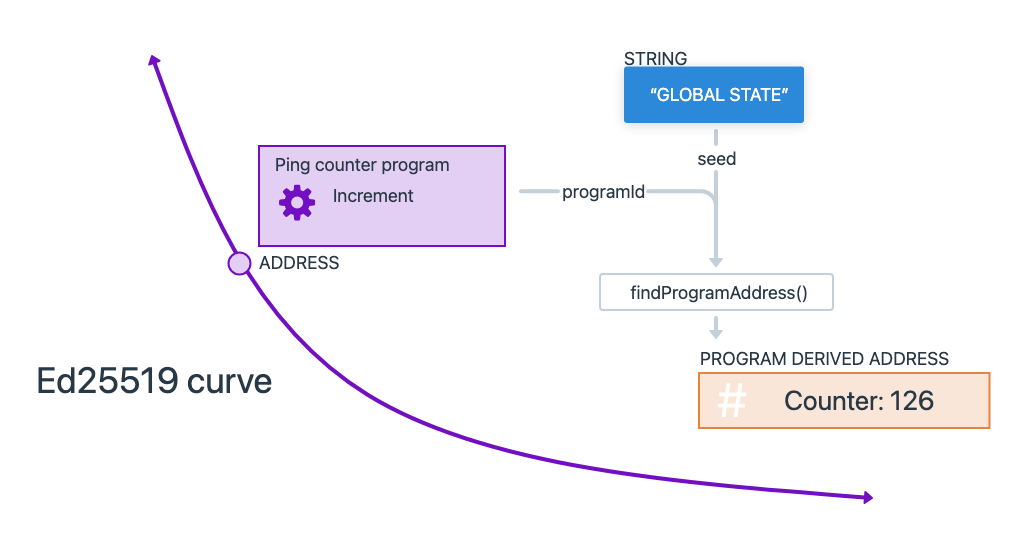 STRING
“GLOBAL STATE”
seed
Ping counter program
Increment
programId
ADDRESS
findProgramAddress()
PROGRAM DERIVED ADDRESS
# Counter: 126
Ed25519 curve